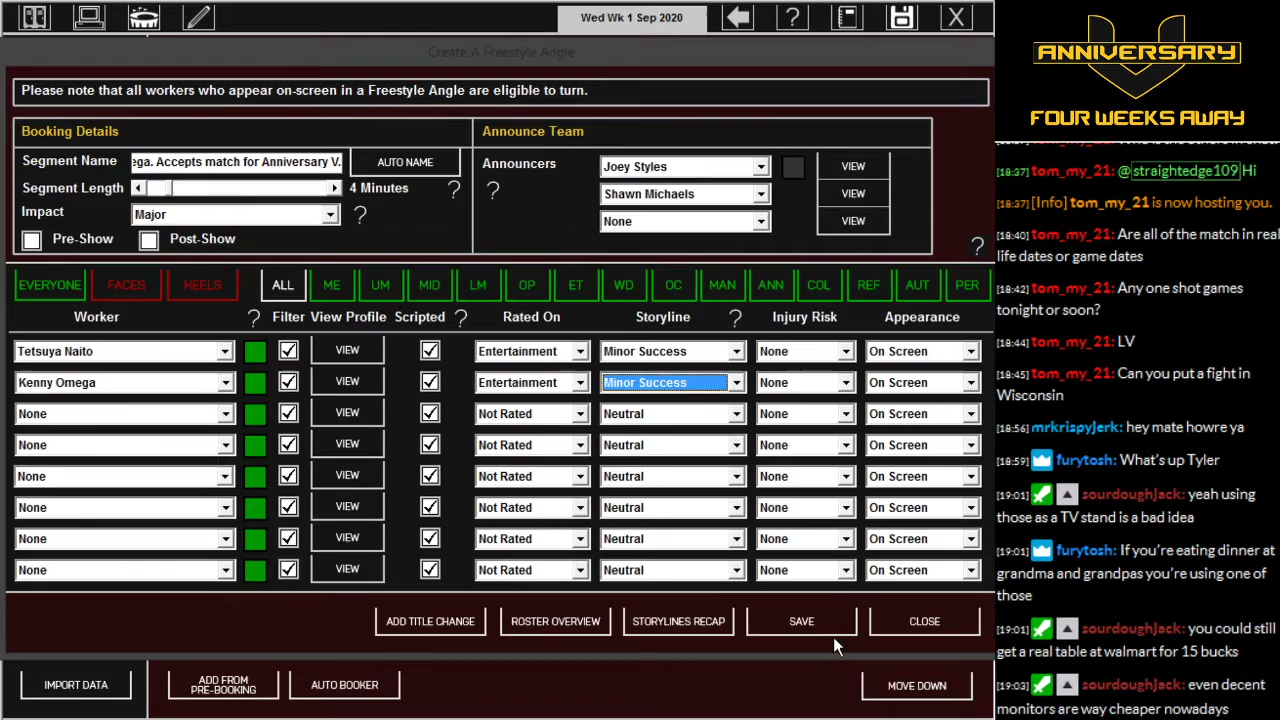 Wed Wk 1 Sep 2020
?
X
Create A Freestyle Angle
Please note that all workers who appear on-screen in a Freestyle Angle are eligible to turn.
Booking Details
Announce Team
Segment Name
ega. Accepts match for Anniversary V.
AUTO NAME
Announcers
Joey Styles
VIEW
Segment Length
4 Minutes
?
?
Shawn Michaels
VIEW
Impact
Major
?
None
VIEW
Pre-Show
Post-Show
?
EVERYONE
FACES
HEELS
ALL
ME
UM
MID
LM
OP
ET
WD
OC
MAN
ANN
COL
REF
AUT
PER
Worker
?
Filter
View Profile
Scripted
?
Rated On
Storyline
?
Injury Risk
Appearance
Tetsuya Naito
VIEW
Entertainment
Minor Success
None
On Screen
Kenny Omega
VIEW
Entertainment
Minor Success
None
On Screen
None
VIEW
Not Rated
Neutral
None
On Screen
None
VIEW
Not Rated
Neutral
None
On Screen
None
VIEW
Not Rated
Neutral
None
On Screen
None
VIEW
Not Rated
Neutral
None
On Screen
None
VIEW
Not Rated
Neutral
None
On Screen
None
VIEW
Not Rated
Neutral
None
On Screen
ADD TITLE CHANGE
ROSTER OVERVIEW
STORYLINES RECAP
SAVE
CLOSE
IMPORT DATA
ADD FROM
PRE-BOOKING
AUTO BOOKER
MOVE DOWN
ANNIVERSARY
FOUR WEEKS AWAY
[18:37] tom_my_21: @straightedge109 Hi
[18:37] [Info] tom_my_21 is now hosting you.
[18:40] tom_my_21: Are all of the match in real
life dates or game dates
[18:42] tom_my_21: Any one shot games
tonight or soon?
[18:44] tom_my_21: LV
[18:45] tom_my_21: Can you put a fight in
Wisconsin
[18:56] mrkrispyJerk: hey mate howre ya
[18:59] furytosh: What's up Tyler
[19:01] sourdoughJack: yeah using
those as a TV stand is a bad idea
[19:01] furytosh: If you're eating dinner at
grandma and grandpas you're using one of
those
[19:01] sourdoughJack: you could still
get a real table at walmart for 15 bucks
[19:03] sourdoughJack: even decent
monitors are way cheaper nowadays